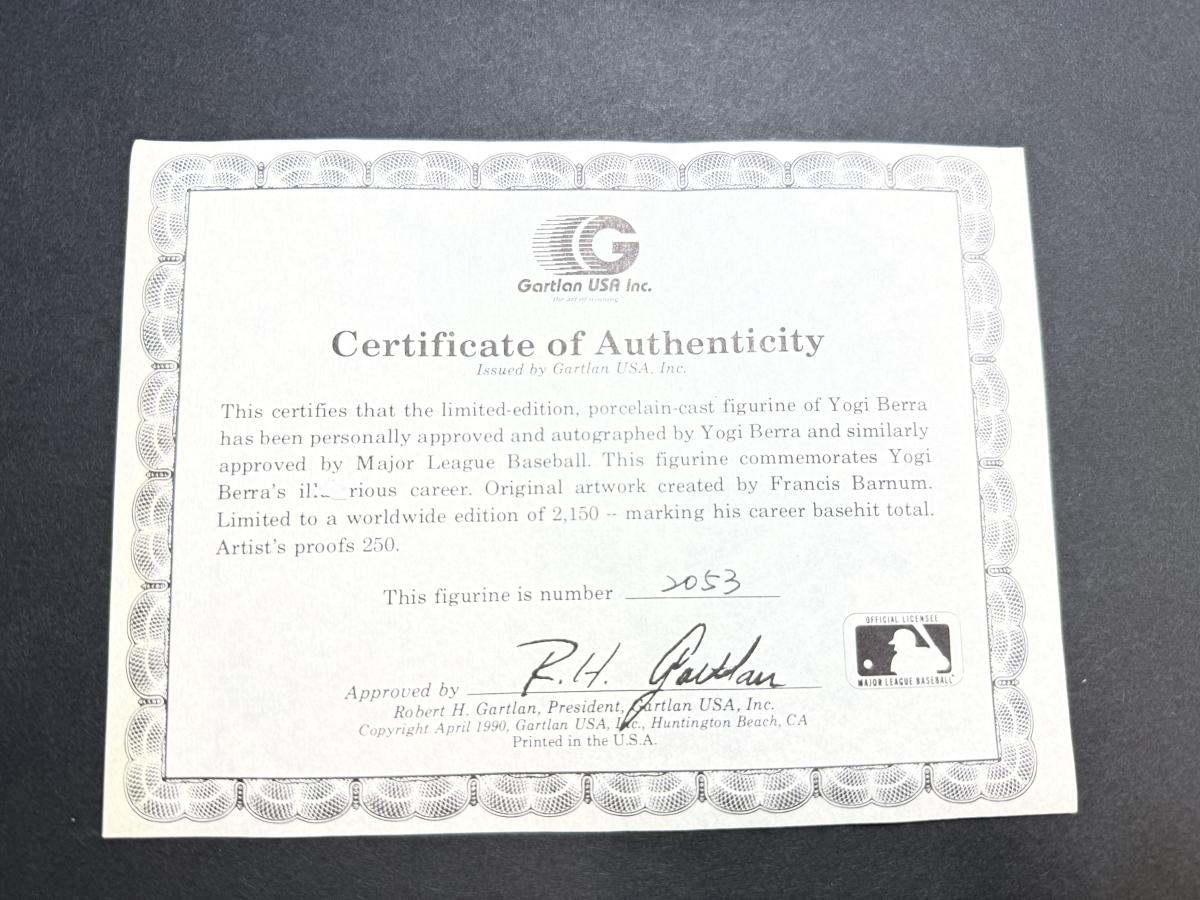 G
Gartlan USA Inc.
"the art of winning"
Certificate of Authenticity
Issued by Gartlan USA, Inc.
This certifies that the limited-edition, porcelain-cast figurine of Yogi Berra
has been personally approved and autographed by Yogi Berra and similarly
approved by Major League Baseball. This figurine commemorates Yogi
Berra's rious career. Original artwork created by Francis Barnum.
Limited to a worldwide edition of 2,150 -- marking his career basehit total.
Artist's proofs 250.
This figurine is number 2053
Approved by R.H. Gartlan
OFFICIAL LICENSEE
MAJOR LEAGUE BASEBALL
Robert H. Gartlan, President, Gartlan USA, Inc.
Copyright April 1990, Gartlan USA, Inc., Huntington Beach, CA
Printed in the U.S.A.